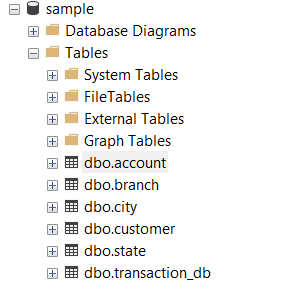 sample
Database Diagrams
Tables
System Tables
FileTables
External Tables
Graph Tables
dbo.account
dbo.branch
dbo.city
dbo.customer
dbo.state
dbo.transaction_db